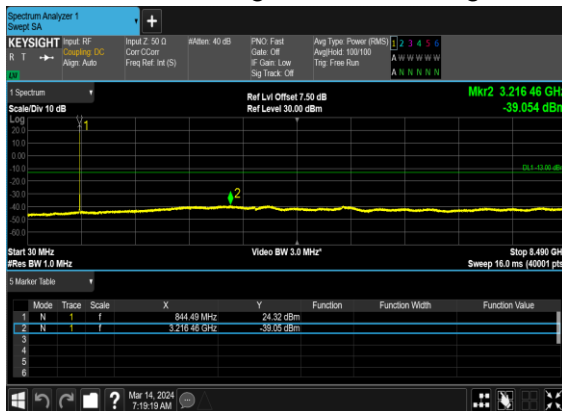 Spectrum Analyzer 1
Swept SA
+
KEYSIGHT Input: RF Input Z: 50 Ω #Atten: 40 dB PNO: Fast Avg Type: Power (RMS) 1 2 3 4 5 6
R T Coupling: DC Corr CCorr Gate: Off Avg|Hold: 100/100 A W W W W W
Align: Auto Freq Ref: Int (S) IF Gain: Low Trig: Free Run A N N N N N
Sig Track: Off
1 Spectrum Ref Lvl Offset 7.50 dB Mkr2 3.216 46 GHz
Scale/Div 10 dB Ref Level 30.00 dBm -39.054 dBm
Log
20.0 1
10.0
0.00
-10.0 DL1 -13.00 dBm
-20.0
-30.0 2
-40.0
-50.0
-60.0
Start 30 MHz Video BW 3.0 MHz* Stop 8.490 GHz
#Res BW 1.0 MHz Sweep 16.0 ms (40001 pts)
5 Marker Table
Mode Trace Scale X Y Function Function Width Function Value
1 N 1 f 844.49 MHz 24.32 dBm
2 N 1 f 3.216 46 GHz -39.05 dBm
3
4
5
6
? Mar 14, 2024
7:19:19 AM